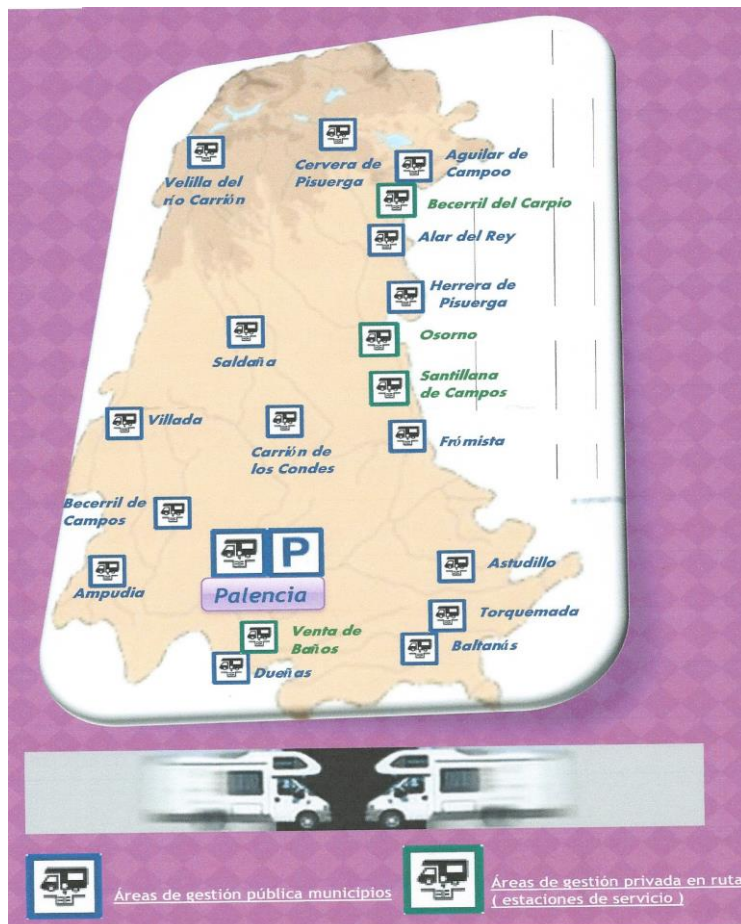 Velilla del
río Carrión
Cervera de
Pisuerga
Aguilar de
Campoo
Becerril del Carpio
Alar del Rey
Herrera de
Pisuerga
Osorno
Saldaña
Santillana
de Campos
Villada
Carrión de
los Condes
Frómista
Becerril de
Campos
P
Astudillo
Ampudia
Palencia
Torquemada
Venta de
Baños
Baltanás
Dueñas
Áreas de gestión pública municipios
Áreas de gestión privada en ruta
( estaciones de servicio )